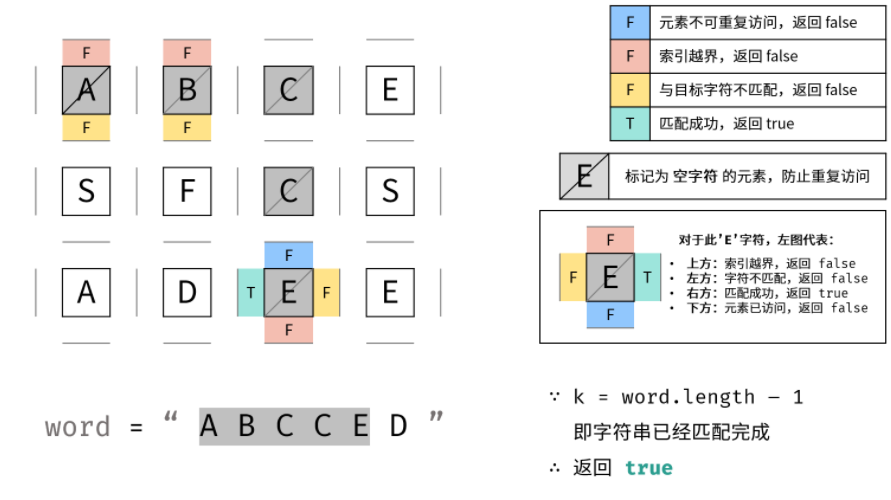 F F
A B C E
F F
S F C S
F
A D T E F E
F
word = “ A B C C E D ”
F 元素不可重复访问，返回 false
F 索引越界，返回 false
F 与目标字符不匹配，返回 false
T 匹配成功，返回 true
E 标记为 空字符 的元素，防止重复访问
F
F E T
F
对于此'E'字符，左图代表：
• 上方：索引越界，返回 false
• 左方：字符不匹配，返回 false
• 右方：匹配成功，返回 true
• 下方：元素已访问，返回 false
∵ k = word.length – 1
即字符串已经匹配完成
∴ 返回 true